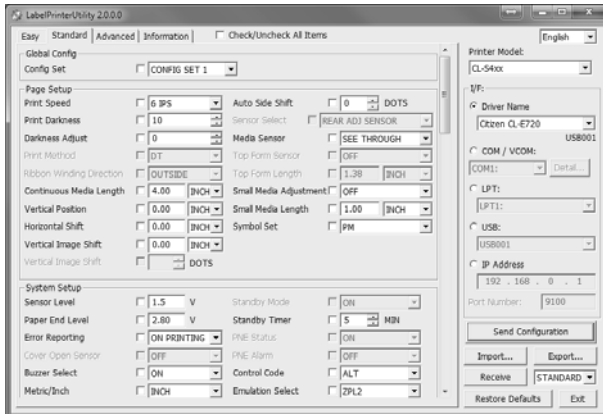 LabelPrinterUtility 2.0.0.0
Easy Standard Advanced Information Check/Uncheck All Items English
Global Config
Config Set CONFIG SET 1
Page Setup
Print Speed 6 IPS Auto Side Shift 0 DOTS
Print Darkness 10 Sensor Select REAR ADJ SENSOR
Darkness Adjust 0 Media Sensor SEE THROUGH
Print Method DT Top Form Sensor OFF
Ribbon Winding Direction OUTSIDE Top Form Length 1.38 INCH
Continuous Media Length 4.00 INCH Small Media Adjustment OFF
Vertical Position 0.00 INCH Small Media Length 1.00 INCH
Horizontal Shift 0.00 INCH Symbol Set PM
Vertical Image Shift 0.00 INCH
Vertical Image Shift DOTS
System Setup
Sensor Level 1.5 V Standby Mode ON
Paper End Level 2.80 V Standby Timer 5 MIN
Error Reporting ON PRINTING PNE Status ON
Cover Open Sensor OFF PNE Alarm OFF
Buzzer Select ON Control Code ALT
Metric/Inch INCH Emulation Select ZPL2
Printer Model:
CL-S4xx
I/F:
Driver Name
Citizen CL-E720
USB001
COM / VCOM:
COM1: Detail...
LPT:
LPT1:
USB:
USB001
IP Address
192 . 168 . 0 . 1
Port Number: 9100
Send Configuration
Import... Export...
Receive STANDARD
Restore Defaults Exit